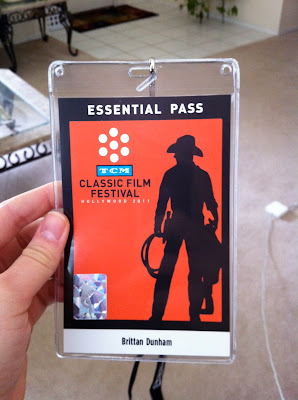 ESSENTIAL PASS
TCM
CLASSIC FILM
FESTIVAL
HOLLYWOOD 2011
Brittan Dunham